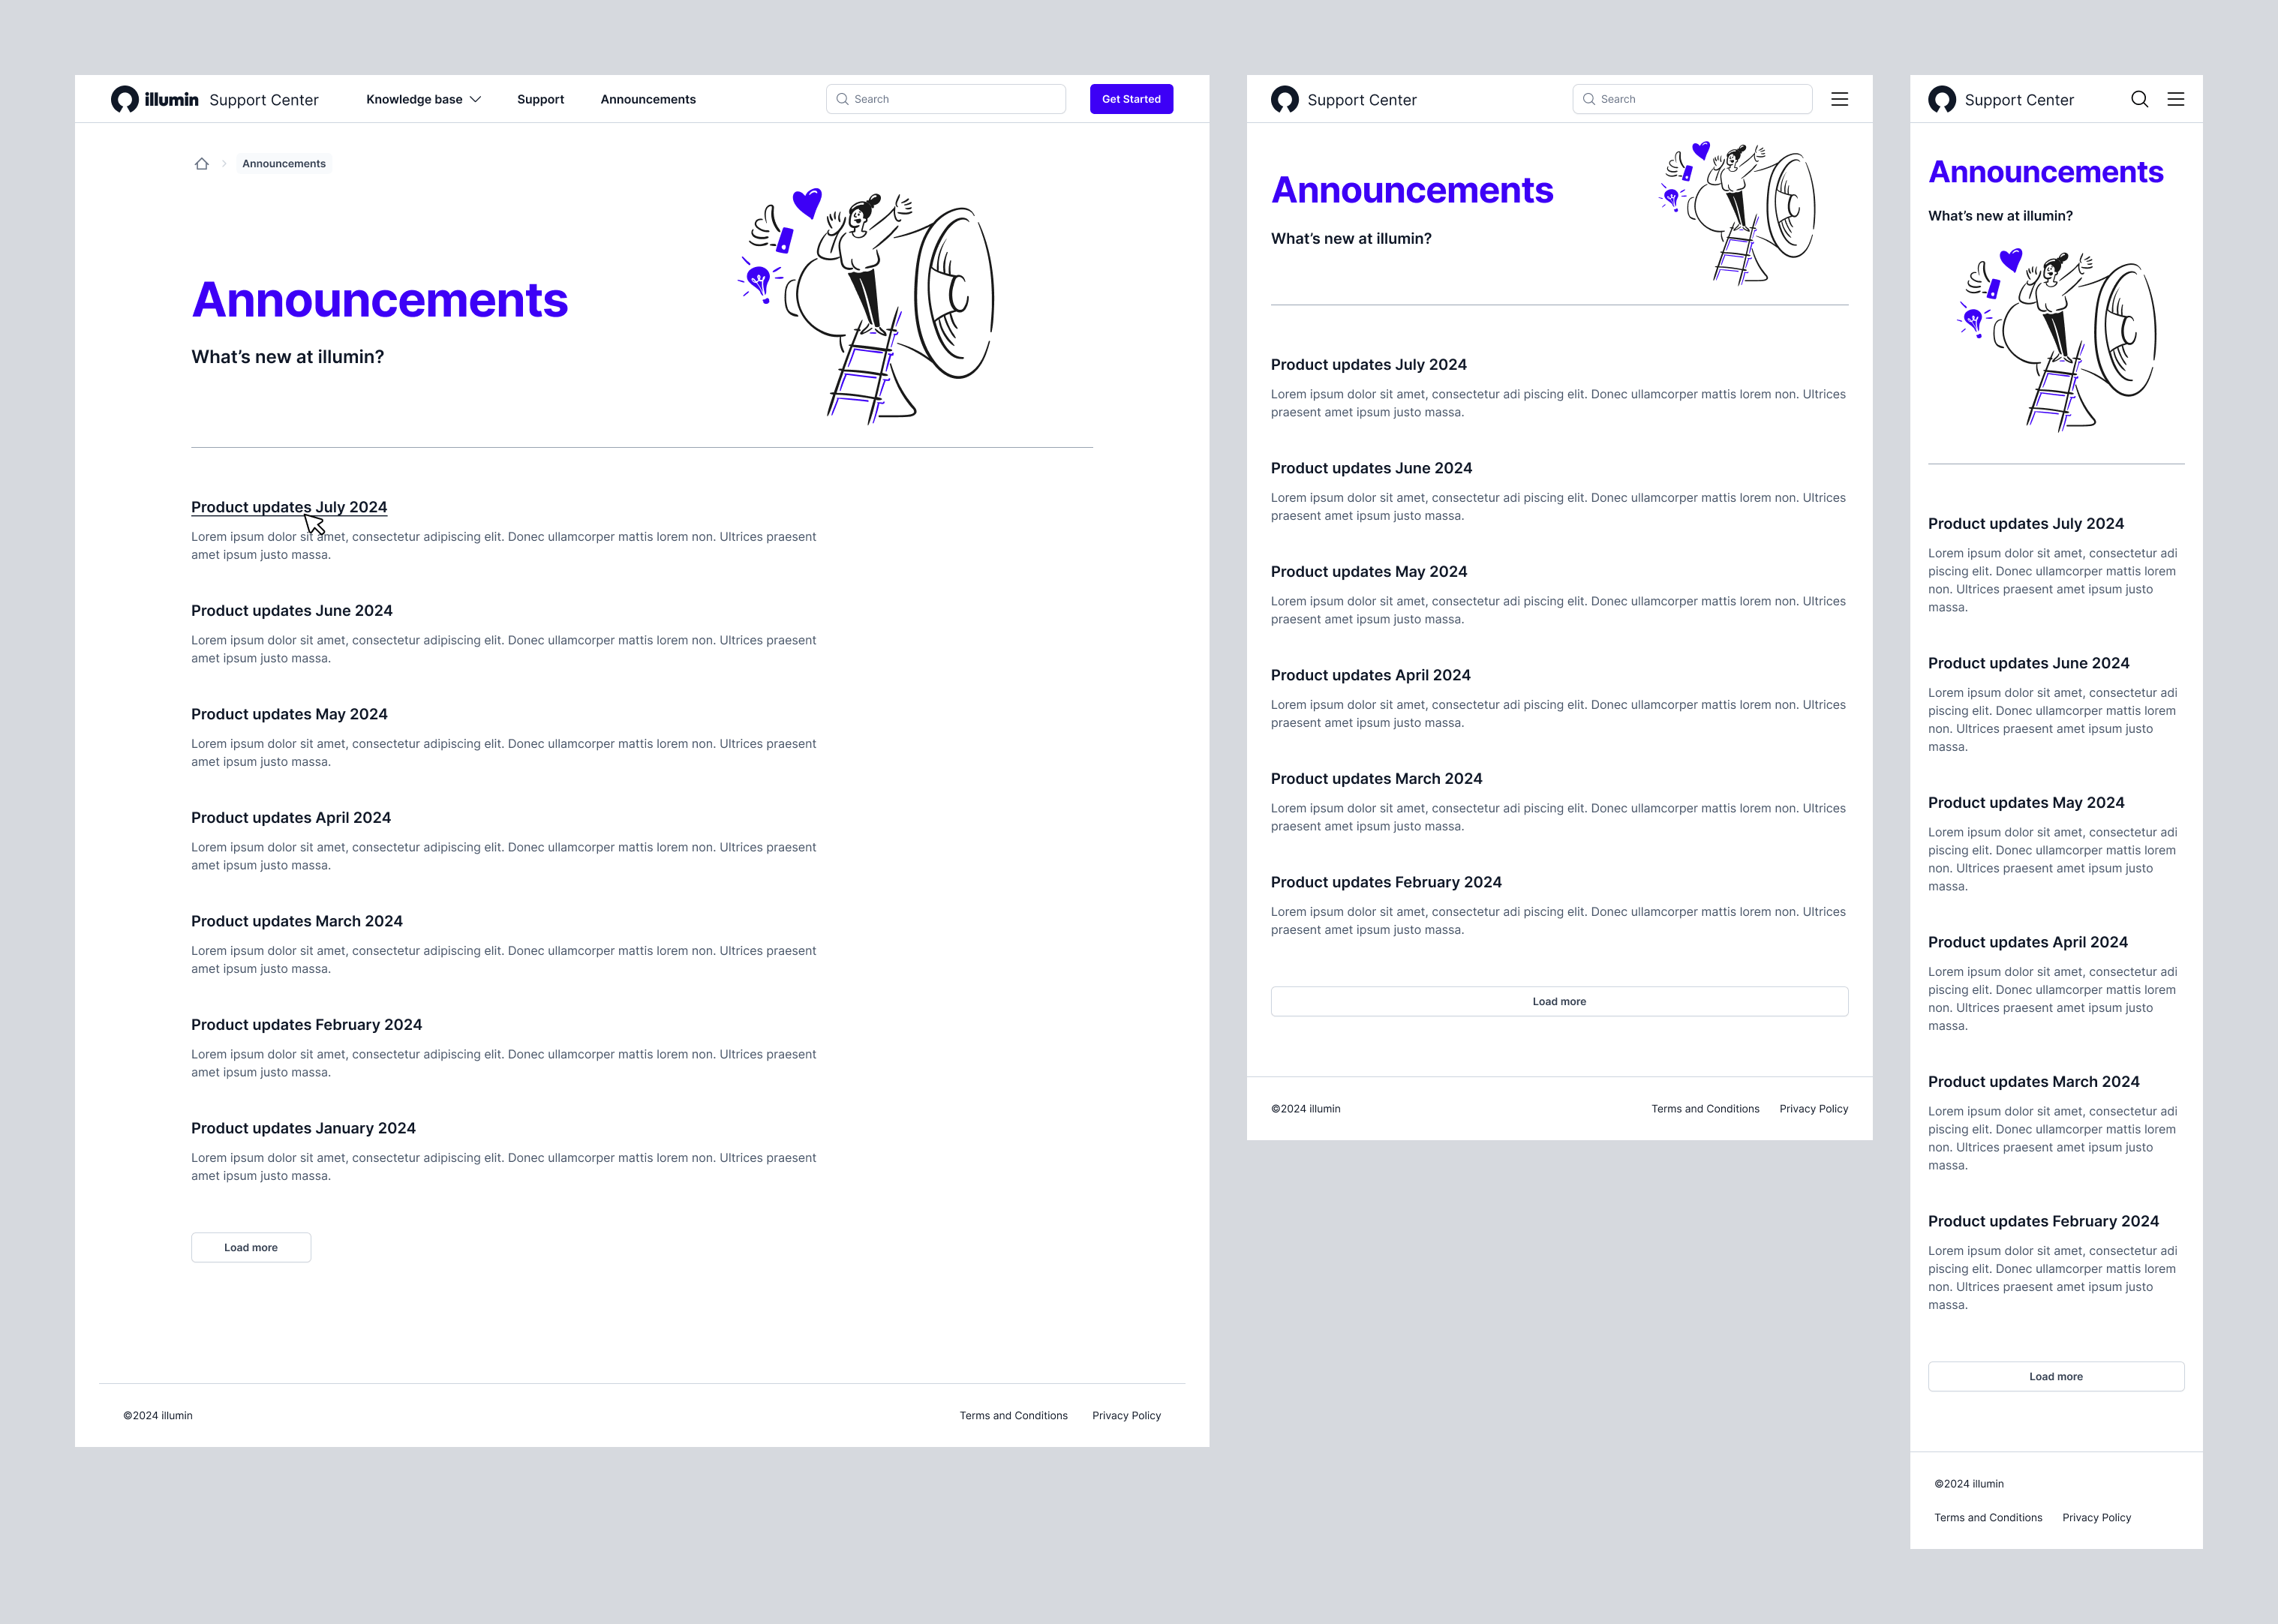 illumin Support Center Knowledge base Support Announcements Search Get Started
Announcements
Announcements
What’s new at illumin?
Product updates July 2024
Lorem ipsum dolor sit amet, consectetur adipiscing elit. Donec ullamcorper mattis lorem non. Ultrices praesent
amet ipsum justo massa.
Product updates June 2024
Lorem ipsum dolor sit amet, consectetur adipiscing elit. Donec ullamcorper mattis lorem non. Ultrices praesent
amet ipsum justo massa.
Product updates May 2024
Lorem ipsum dolor sit amet, consectetur adipiscing elit. Donec ullamcorper mattis lorem non. Ultrices praesent
amet ipsum justo massa.
Product updates April 2024
Lorem ipsum dolor sit amet, consectetur adipiscing elit. Donec ullamcorper mattis lorem non. Ultrices praesent
amet ipsum justo massa.
Product updates March 2024
Lorem ipsum dolor sit amet, consectetur adipiscing elit. Donec ullamcorper mattis lorem non. Ultrices praesent
amet ipsum justo massa.
Product updates February 2024
Lorem ipsum dolor sit amet, consectetur adipiscing elit. Donec ullamcorper mattis lorem non. Ultrices praesent
amet ipsum justo massa.
Product updates January 2024
Lorem ipsum dolor sit amet, consectetur adipiscing elit. Donec ullamcorper mattis lorem non. Ultrices praesent
amet ipsum justo massa.
Load more
©2024 illumin Terms and Conditions Privacy Policy
Support Center Search
Announcements
What’s new at illumin?
Product updates July 2024
Lorem ipsum dolor sit amet, consectetur adi piscing elit. Donec ullamcorper mattis lorem non. Ultrices
praesent amet ipsum justo massa.
Product updates June 2024
Lorem ipsum dolor sit amet, consectetur adi piscing elit. Donec ullamcorper mattis lorem non. Ultrices
praesent amet ipsum justo massa.
Product updates May 2024
Lorem ipsum dolor sit amet, consectetur adi piscing elit. Donec ullamcorper mattis lorem non. Ultrices
praesent amet ipsum justo massa.
Product updates April 2024
Lorem ipsum dolor sit amet, consectetur adi piscing elit. Donec ullamcorper mattis lorem non. Ultrices
praesent amet ipsum justo massa.
Product updates March 2024
Lorem ipsum dolor sit amet, consectetur adi piscing elit. Donec ullamcorper mattis lorem non. Ultrices
praesent amet ipsum justo massa.
Product updates February 2024
Lorem ipsum dolor sit amet, consectetur adi piscing elit. Donec ullamcorper mattis lorem non. Ultrices
praesent amet ipsum justo massa.
Load more
©2024 illumin Terms and Conditions Privacy Policy
Support Center
Announcements
What’s new at illumin?
Product updates July 2024
Lorem ipsum dolor sit amet, consectetur adi
piscing elit. Donec ullamcorper mattis lorem
non. Ultrices praesent amet ipsum justo
massa.
Product updates June 2024
Lorem ipsum dolor sit amet, consectetur adi
piscing elit. Donec ullamcorper mattis lorem
non. Ultrices praesent amet ipsum justo
massa.
Product updates May 2024
Lorem ipsum dolor sit amet, consectetur adi
piscing elit. Donec ullamcorper mattis lorem
non. Ultrices praesent amet ipsum justo
massa.
Product updates April 2024
Lorem ipsum dolor sit amet, consectetur adi
piscing elit. Donec ullamcorper mattis lorem
non. Ultrices praesent amet ipsum justo
massa.
Product updates March 2024
Lorem ipsum dolor sit amet, consectetur adi
piscing elit. Donec ullamcorper mattis lorem
non. Ultrices praesent amet ipsum justo
massa.
Product updates February 2024
Lorem ipsum dolor sit amet, consectetur adi
piscing elit. Donec ullamcorper mattis lorem
non. Ultrices praesent amet ipsum justo
massa.
Load more
©2024 illumin
Terms and Conditions Privacy Policy